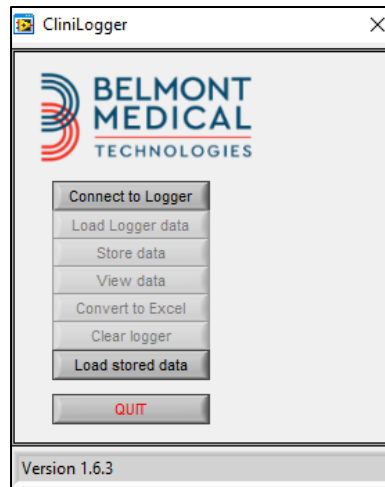 CliniLogger
BELMONT
MEDICAL
TECHNOLOGIES
Connect to Logger
Load Logger data
Store data
View data
Convert to Excel
Clear logger
Load stored data
QUIT
Version 1.6.3